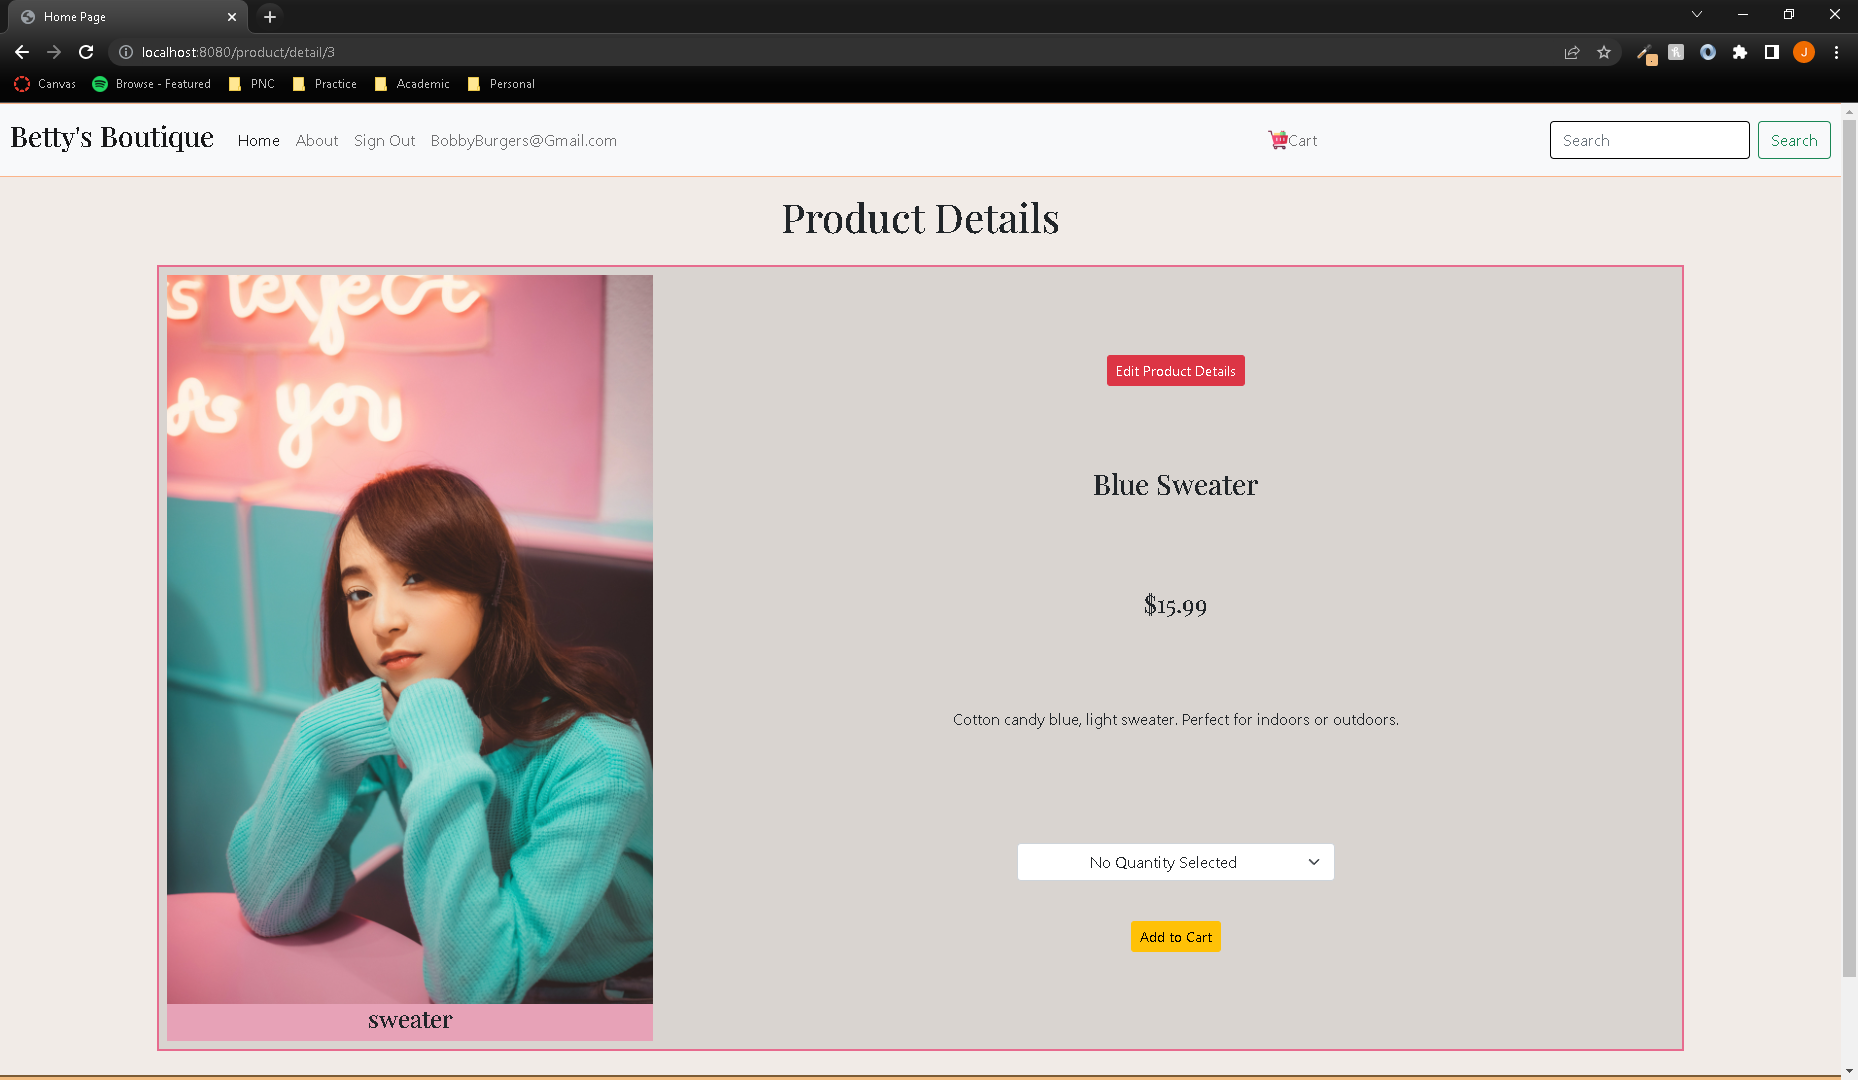 Home Page
localhost:8080/product/detail/3
J
Canvas
Browse - Featured
PNC
Practice
Academic
Personal
Betty's Boutique
Home
About
Sign Out
BobbyBurgers@Gmail.com
Cart
Search
Search
Product Details
As you
Edit Product Details
Blue Sweater
$15.99
Cotton candy blue, light sweater. Perfect for indoors or outdoors.
No Quantity Selected
Add to Cart
sweater